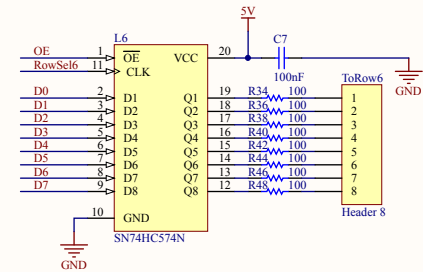 5V
L6
C7
OE 1 OE VCC 20
RowSel6 11 CLK
100nF
ToRow6
GND
D0 2 D1 Q1 19 R34 100 1
D1 3 D2 Q2 18 R36 100 2
D2 4 D3 Q3 17 R38 100 3
D3 5 D4 Q4 16 R40 100 4
D4 6 D5 Q5 15 R42 100 5
D5 7 D6 Q6 14 R44 100 6
D6 8 D7 Q7 13 R46 100 7
D7 9 D8 Q8 12 R48 100 8
10 GND
Header 8
SN74HC574N
GND